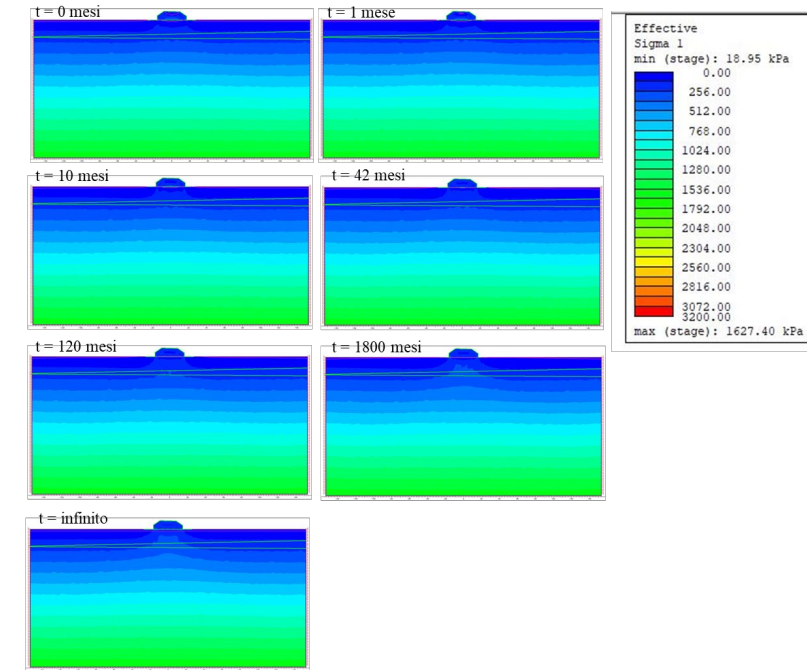 t = 0 mesi
t = 1 mese
t = 10 mesi
t = 42 mesi
t = 120 mesi
t = 1800 mesi
t = infinito
Effective
Sigma 1
min (stage): 18.95 kPa
0.00
256.00
512.00
768.00
1024.00
1280.00
1536.00
1792.00
2048.00
2304.00
2560.00
2816.00
3072.00
3200.00
max (stage): 1627.40 kPa